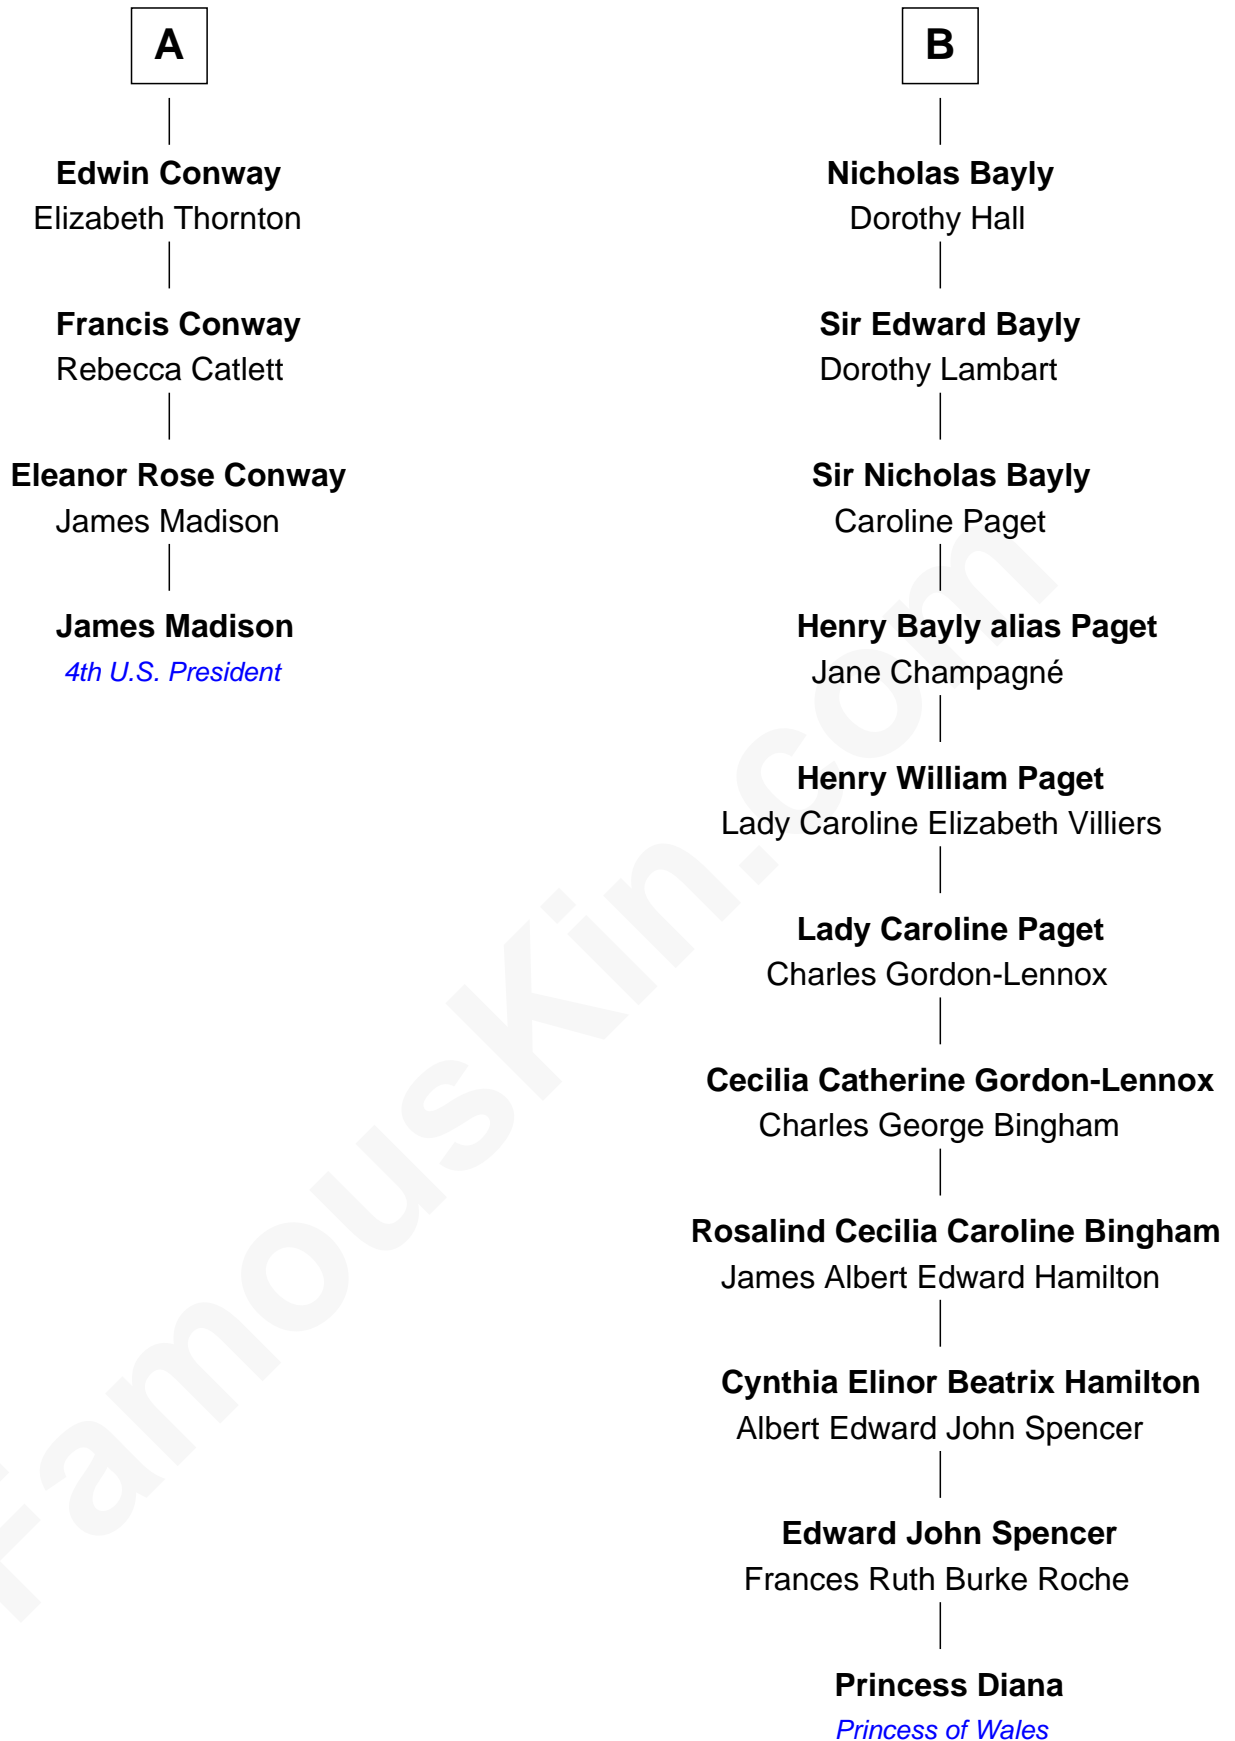 A
Edwin Conway
Elizabeth Thornton
Francis Conway
Rebecca Catlett
Eleanor Rose Conway
James Madison
James Madison
4th U.S. President
B
Nicholas Bayly
Dorothy Hall
Sir Edward Bayly
Dorothy Lambart
Sir Nicholas Bayly
Caroline Paget
Henry Bayly alias Paget
Jane Champagné
Henry William Paget
Lady Caroline Elizabeth Villiers
Lady Caroline Paget
Charles Gordon-Lennox
Cecilia Catherine Gordon-Lennox
Charles George Bingham
Rosalind Cecilia Caroline Bingham
James Albert Edward Hamilton
Cynthia Elinor Beatrix Hamilton
Albert Edward John Spencer
Edward John Spencer
Frances Ruth Burke Roche
Princess Diana
Princess of Wales
FamousKin.com